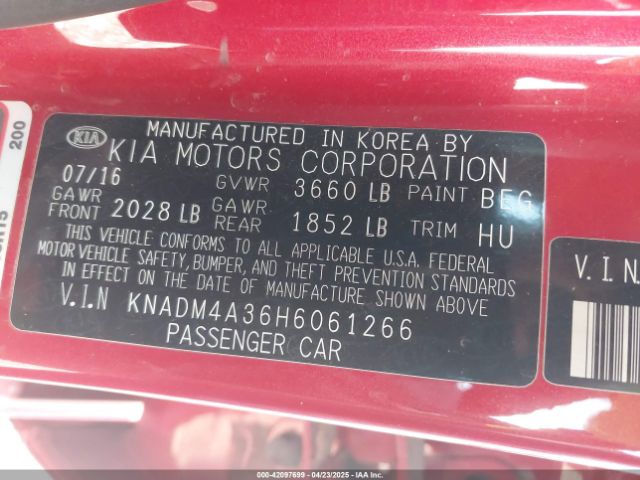 200
KIA
MANUFACTURED IN KOREA BY
KIA MOTORS CORPORATION
07/16 GVWR 3660 LB PAINT BEG
GAWR FRONT 2028 LB GAWR REAR 1852 LB TRIM HU
THIS VEHICLE CONFORMS TO ALL APPLICABLE U.S.A. FEDERAL
MOTOR VEHICLE SAFETY, BUMPER, AND THEFT PREVENTION STANDARDS
IN EFFECT ON THE DATE OF MANUFACTURE SHOWN ABOVE
V.I.N KNADM4A36H6061266
PASSENGER CAR
V.I.N
000-42097699 - 04/23/2025 - IAAI.COM